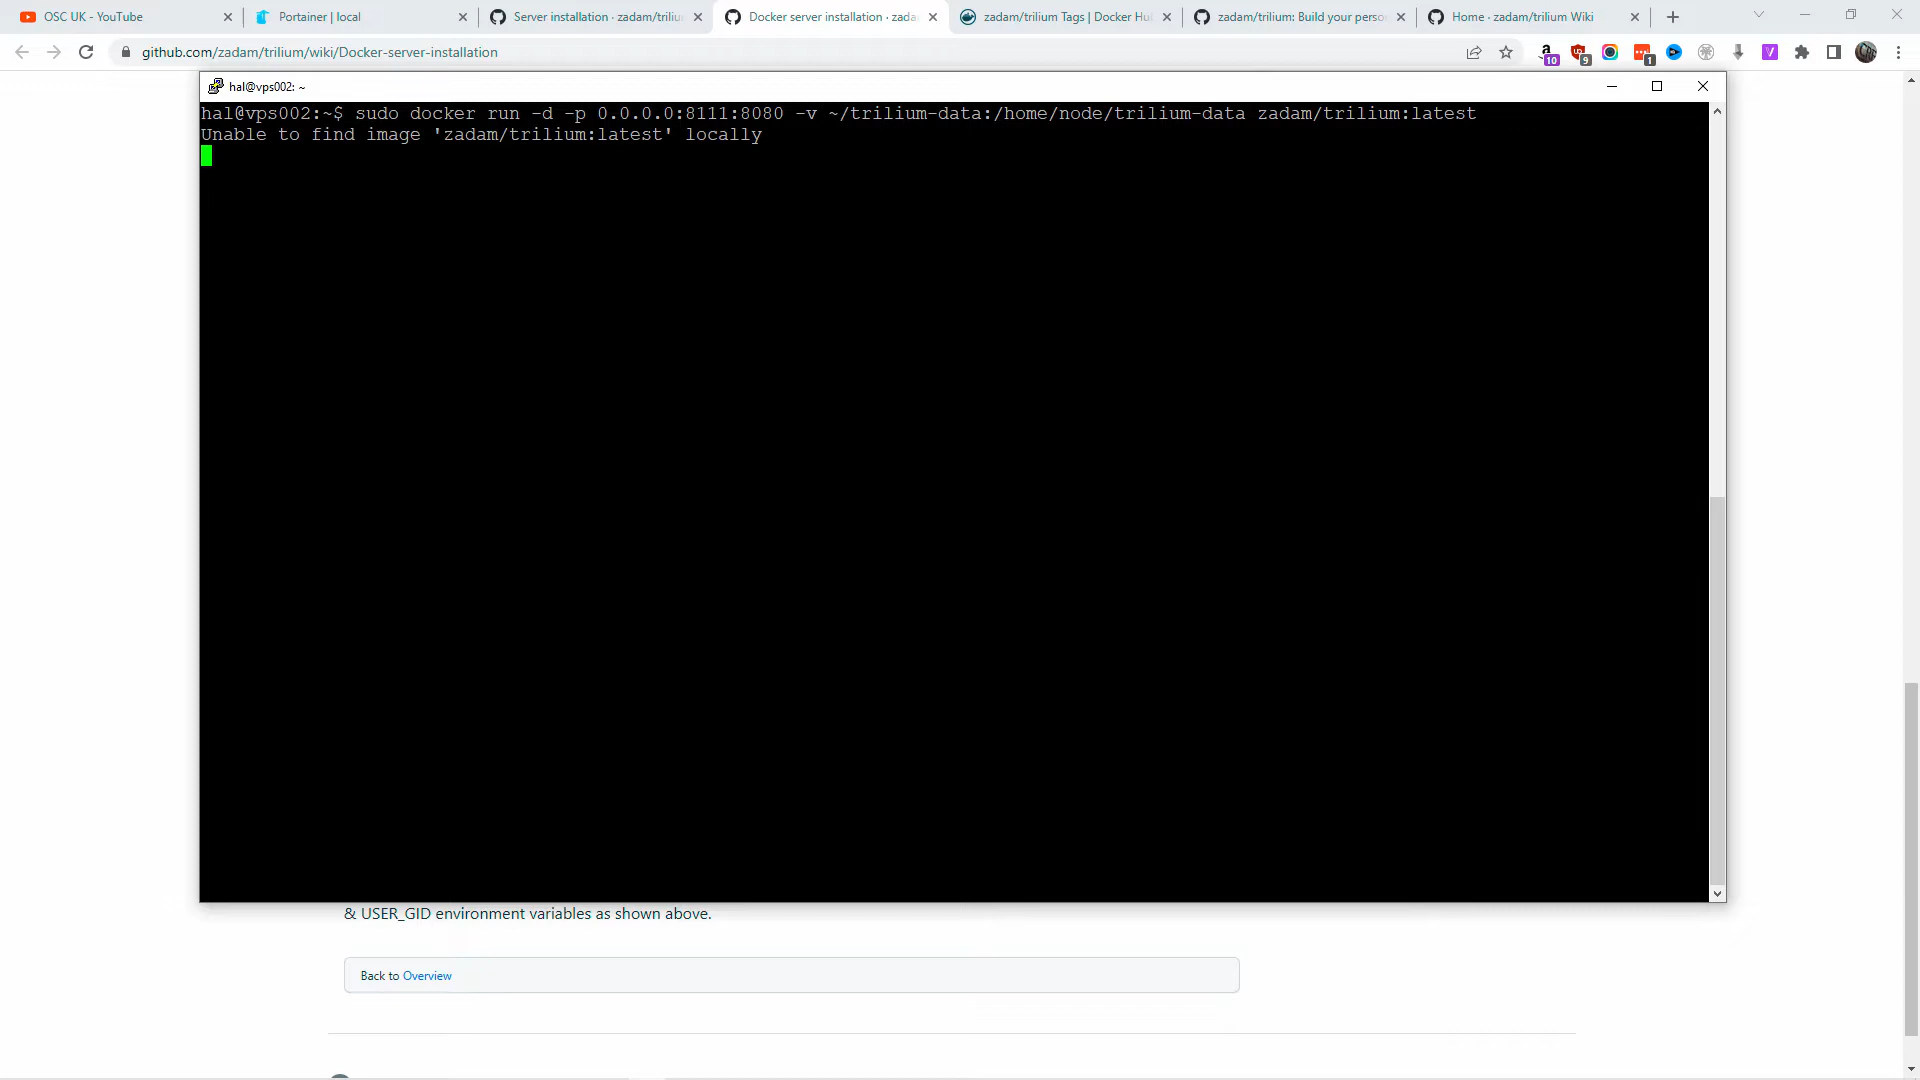 OSC UK - YouTube
Portainer | local
Server installation · zadam/triliu
Docker server installation · zada
zadam/trilium Tags | Docker Hu
zadam/trilium: Build your perso
Home · zadam/trilium Wiki
github.com/zadam/trilium/wiki/Docker-server-installation
10
9
1
hal@vps002: ~
hal@vps002:~$ sudo docker run -d -p 0.0.0.0:8111:8080 -v ~/trilium-data:/home/node/trilium-data zadam/trilium:latest
Unable to find image 'zadam/trilium:latest' locally
& USER_GID environment variables as shown above.
Back to Overview